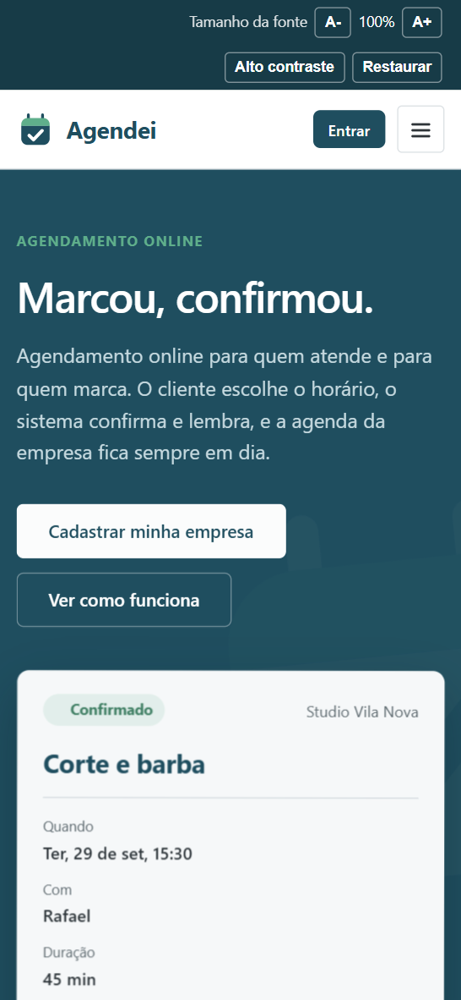 Tamanho da fonte A- 100% A+
Alto contraste Restaurar
Agendei Entrar
AGENDAMENTO ONLINE
Marcou, confirmou.
Agendamento online para quem atende e para
quem marca. O cliente escolhe o horário, o
sistema confirma e lembra, e a agenda da
empresa fica sempre em dia.
Cadastrar minha empresa
Ver como funciona
Confirmado Studio Vila Nova
Corte e barba
Quando
Ter, 29 de set, 15:30
Com
Rafael
Duração
45 min